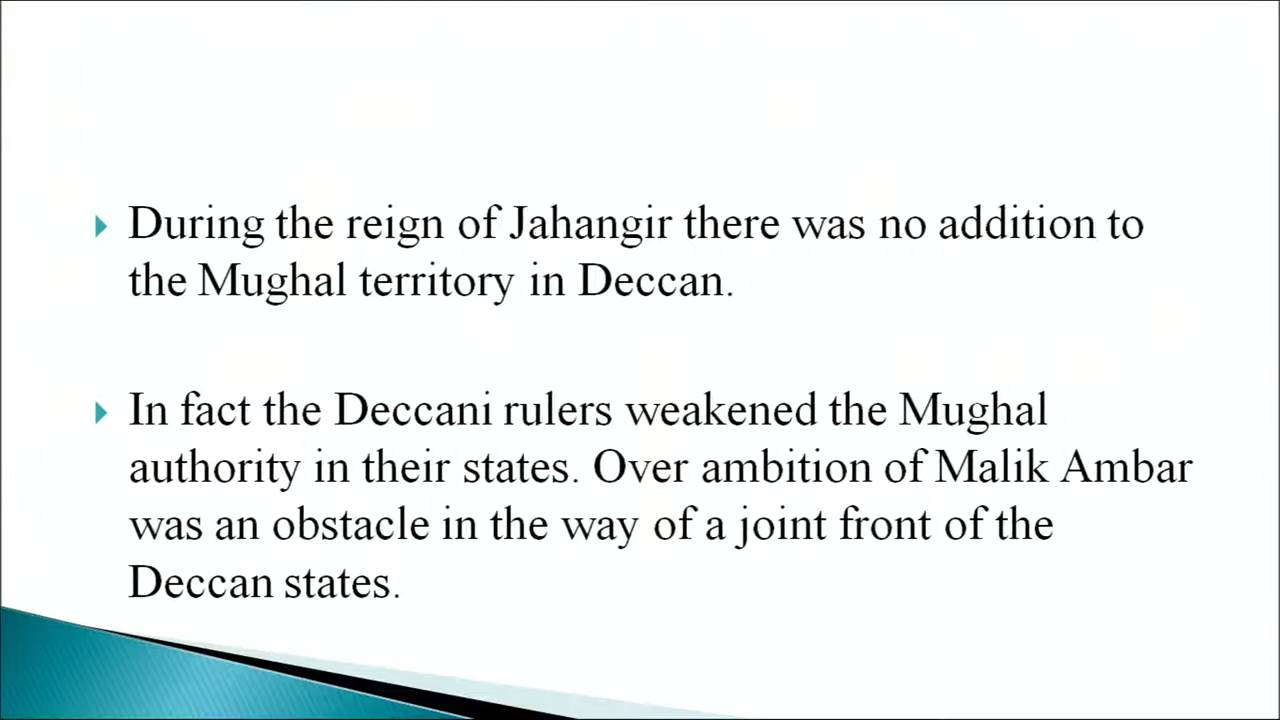 During the reign of Jahangir there was no addition to
the Mughal territory in Deccan.
In fact the Deccani rulers weakened the Mughal
authority in their states. Over ambition of Malik Ambar
was an obstacle in the way of a joint front of the
Deccan states.